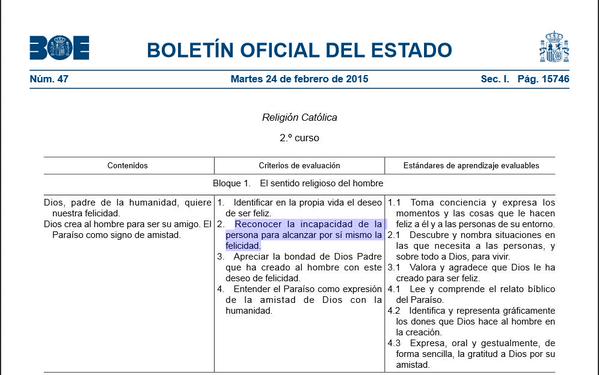 BOE
BOLETÍN OFICIAL DEL ESTADO
Núm. 47
Martes 24 de febrero de 2015
Sec. I. Pág. 15746
Religión Católica
2.º curso
Contenidos
Criterios de evaluación
Estándares de aprendizaje evaluables
Bloque 1. El sentido religioso del hombre
Dios, padre de la humanidad, quiere
nuestra felicidad.
Dios crea al hombre para ser su amigo. El
Paraíso como signo de amistad.
1. Identificar en la propia vida el deseo
de ser feliz.
2. Reconocer la incapacidad de la
persona para alcanzar por sí mismo la
felicidad.
3. Apreciar la bondad de Dios Padre
que ha creado al hombre con este
deseo de felicidad.
4. Entender el Paraíso como expresión
de la amistad de Dios con la
humanidad.
1.1 Toma conciencia y expresa los
momentos y las cosas que le hacen
feliz a él y a las personas de su entorno.
2.1 Descubre y nombra situaciones en
las que necesita a las personas, y
sobre todo a Dios, para vivir.
3.1 Valora y agradece que Dios le ha
creado para ser feliz.
4.1 Lee y comprende el relato bíblico
del Paraíso.
4.2 Identifica y representa gráficamente
los dones que Dios hace al hombre en
la creación.
4.3 Expresa, oral y gestualmente, de
forma sencilla, la gratitud a Dios por su
amistad.